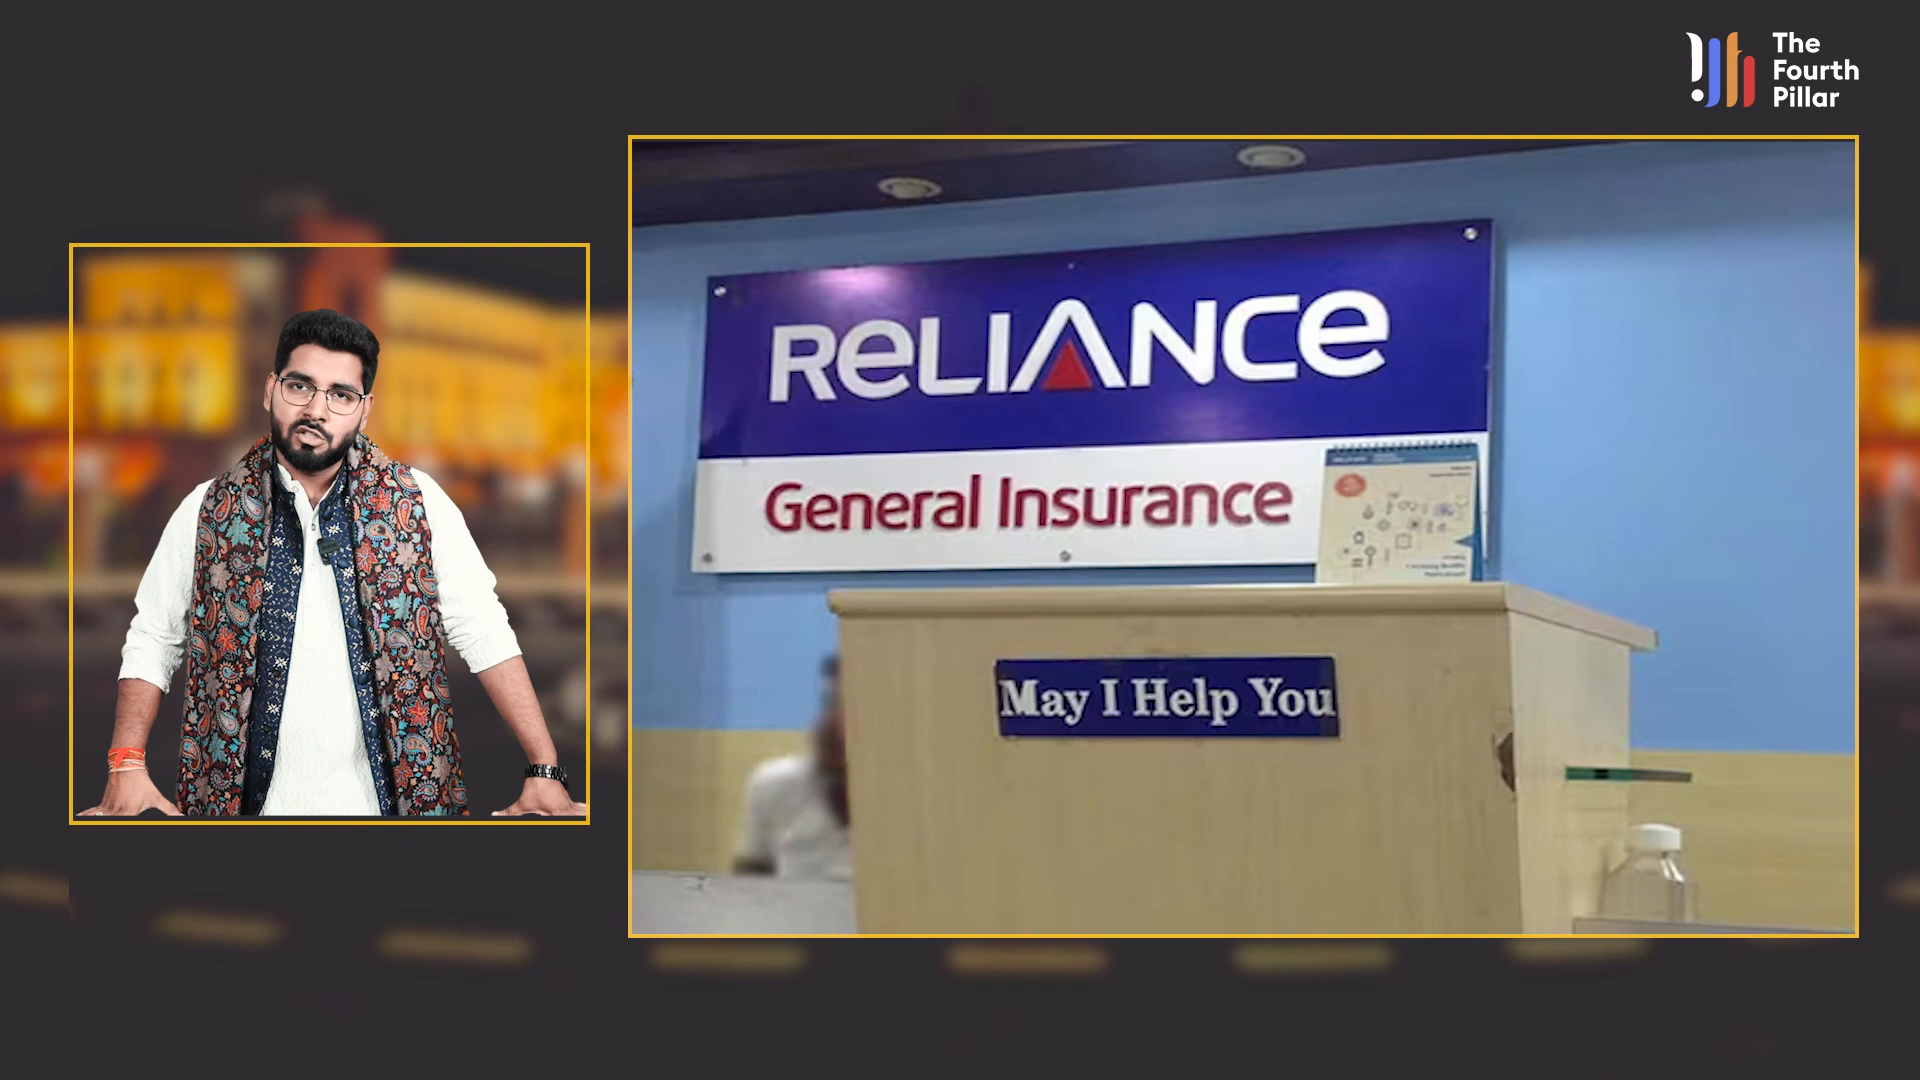 The
Fourth
Pillar
RELIANCE
General Insurance
May I Help You